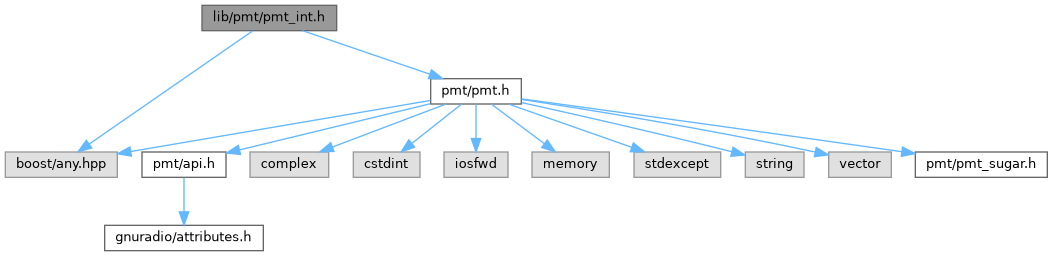 lib/pmt/pmt_int.h
pmt/pmt.h
boost/any.hpp
pmt/api.h
complex
cstdint
iosfwd
memory
stdexcept
string
vector
pmt/pmt_sugar.h
gnuradio/attributes.h